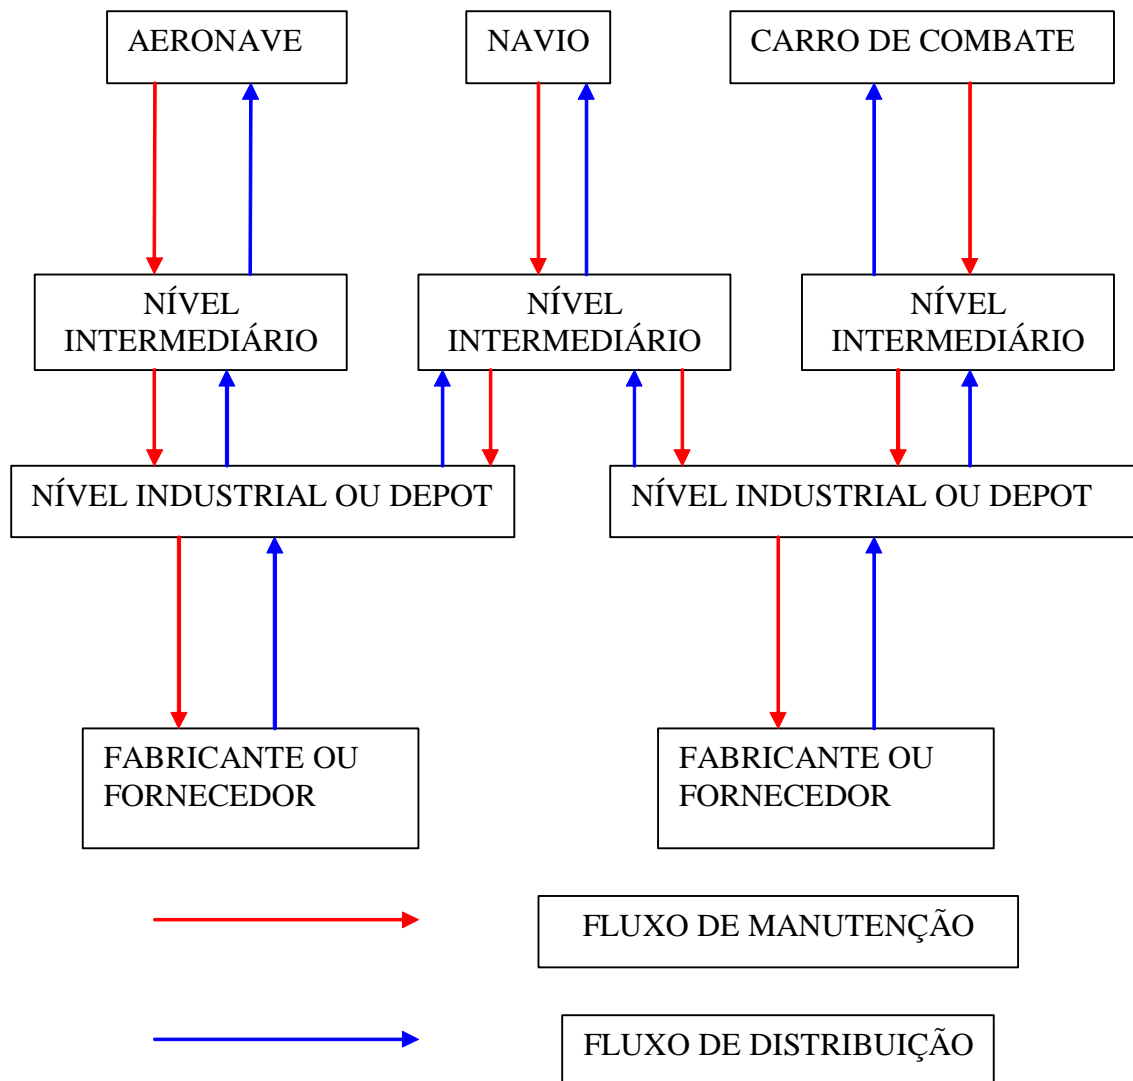 AERONAVE
NAVIO
CARRO DE COMBATE
NÍVEL
INTERMEDIÁRIO
NÍVEL
INTERMEDIÁRIO
NÍVEL
INTERMEDIÁRIO
NÍVEL INDUSTRIAL OU DEPOT
NÍVEL INDUSTRIAL OU DEPOT
FABRICANTE OU
FORNECEDOR
FABRICANTE OU
FORNECEDOR
FLUXO DE MANUTENÇÃO
FLUXO DE DISTRIBUIÇÃO